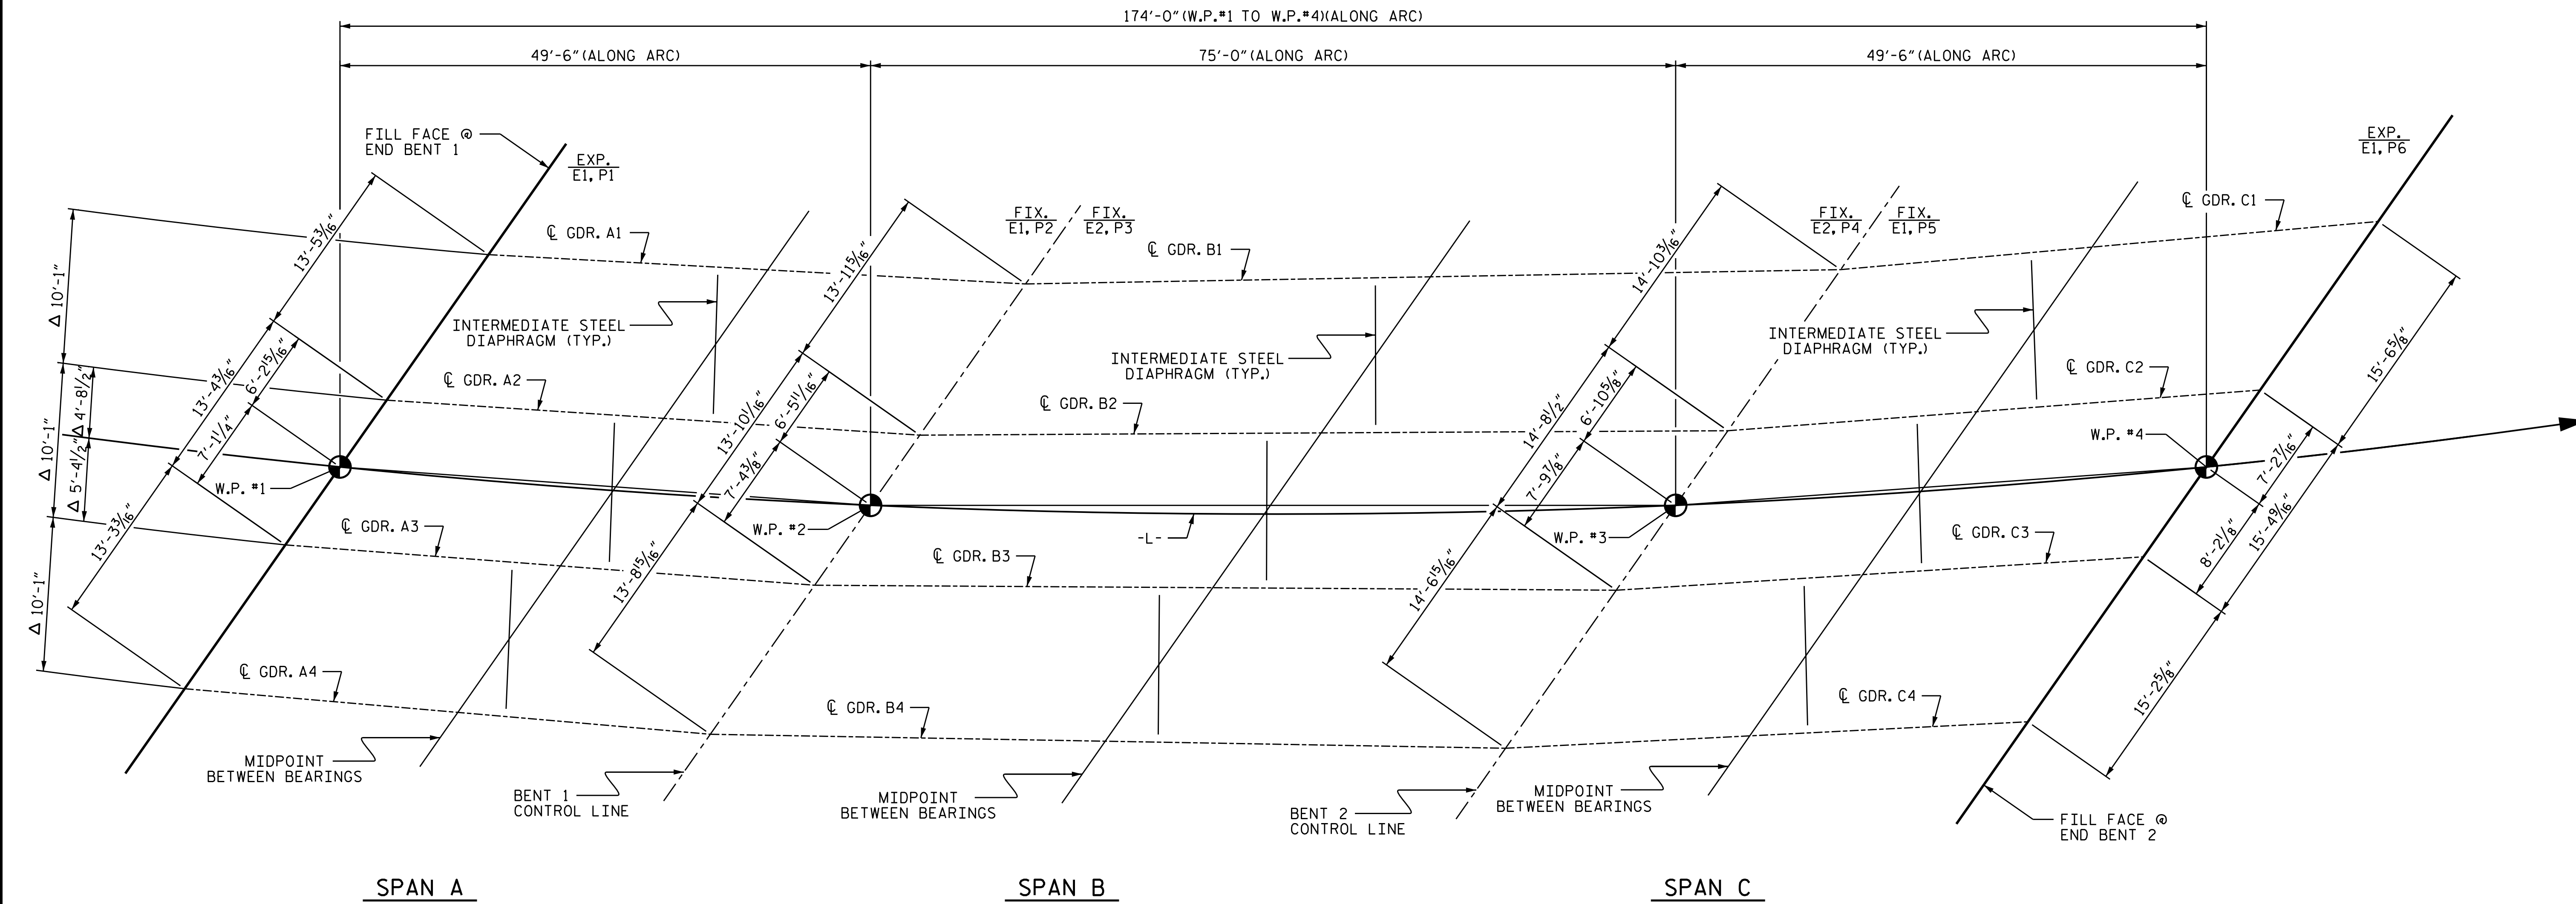 174'-0"(W.P.#1 TO W.P.#4)(ALONG ARC)
49'-6"(ALONG ARC)
75'-0"(ALONG ARC)
49'-6"(ALONG ARC)
FILL FACE @
END BENT 1
EXP.
E1, P1
EXP.
E1, P6
℄ GDR. A1
FIX.
E1, P2
FIX.
E2, P3
℄ GDR. B1
FIX.
E2, P4
FIX.
E1, P5
℄ GDR. C1
13'-5 3/16"
13'-11 5/16"
14'-10 3/16"
15'-6 5/8"
Δ 10'-1"
Δ 10'-1"
Δ 10'-1"
Δ 4'-8 1/2"
Δ 5'-4 1/2"
INTERMEDIATE STEEL
DIAPHRAGM (TYP.)
INTERMEDIATE STEEL
DIAPHRAGM (TYP.)
INTERMEDIATE STEEL
DIAPHRAGM (TYP.)
13'-4 3/16"
6'-2 15/16"
7'-1 1/4"
℄ GDR. A2
13'-10 1/16"
6'-5 11/16"
7'-4 3/8"
℄ GDR. B2
14'-8 1/2"
6'-10 5/8"
7'-9 7/8"
℄ GDR. C2
W.P. #4
7'-2 7/16"
8'-2 1/8"
15'-4 9/16"
W.P. #1
W.P. #2
-L-
W.P. #3
13'-3 3/16"
℄ GDR. A3
13'-8 15/16"
℄ GDR. B3
14'-6 15/16"
℄ GDR. C3
15'-2 5/8"
℄ GDR. A4
℄ GDR. B4
℄ GDR. C4
MIDPOINT
BETWEEN BEARINGS
BENT 1
CONTROL LINE
MIDPOINT
BETWEEN BEARINGS
BENT 2
CONTROL LINE
MIDPOINT
BETWEEN BEARINGS
FILL FACE @
END BENT 2
SPAN A
SPAN B
SPAN C